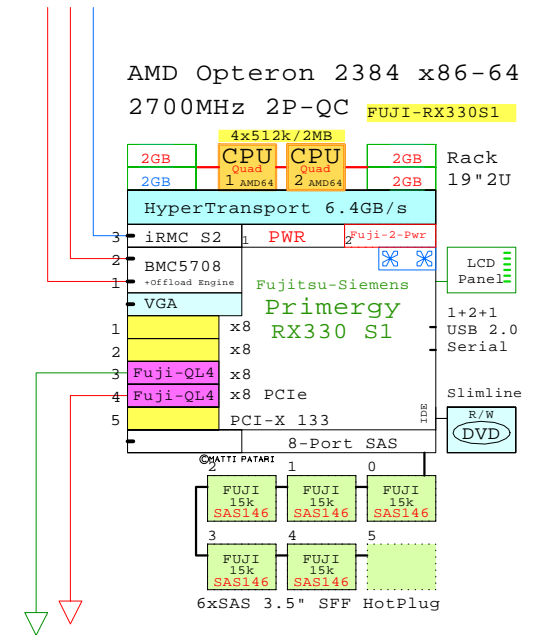 AMD Opteron 2384 x86-64
2700MHz 2P-QC FUJI-RX330S1
4x512k/2MB
2GB CPU CPU 2GB Rack
Quad Quad
2GB 1 AMD64 2 AMD64 2GB 19"2U
HyperTransport 6.4GB/s
3 iRMC S2 1 PWR 2 Fuji-2-Pwr
2 BMC5708 LCD
1 +Offload Engine Panel
Fujitsu-Siemens
VGA Primergy
1+2+1
1 x8 RX330 S1 USB 2.0
2 x8 Serial
3 Fuji-QL4 x8
4 Fuji-QL4 x8 PCIe Slimline
5 PCI-X 133 IDE R/W
DVD
8-Port SAS
©MATTI PATARI
2 1 0
FUJI FUJI FUJI
15k 15k 15k
SAS146 SAS146 SAS146
3 4 5
FUJI FUJI
15k 15k
SAS146 SAS146
6xSAS 3.5" SFF HotPlug